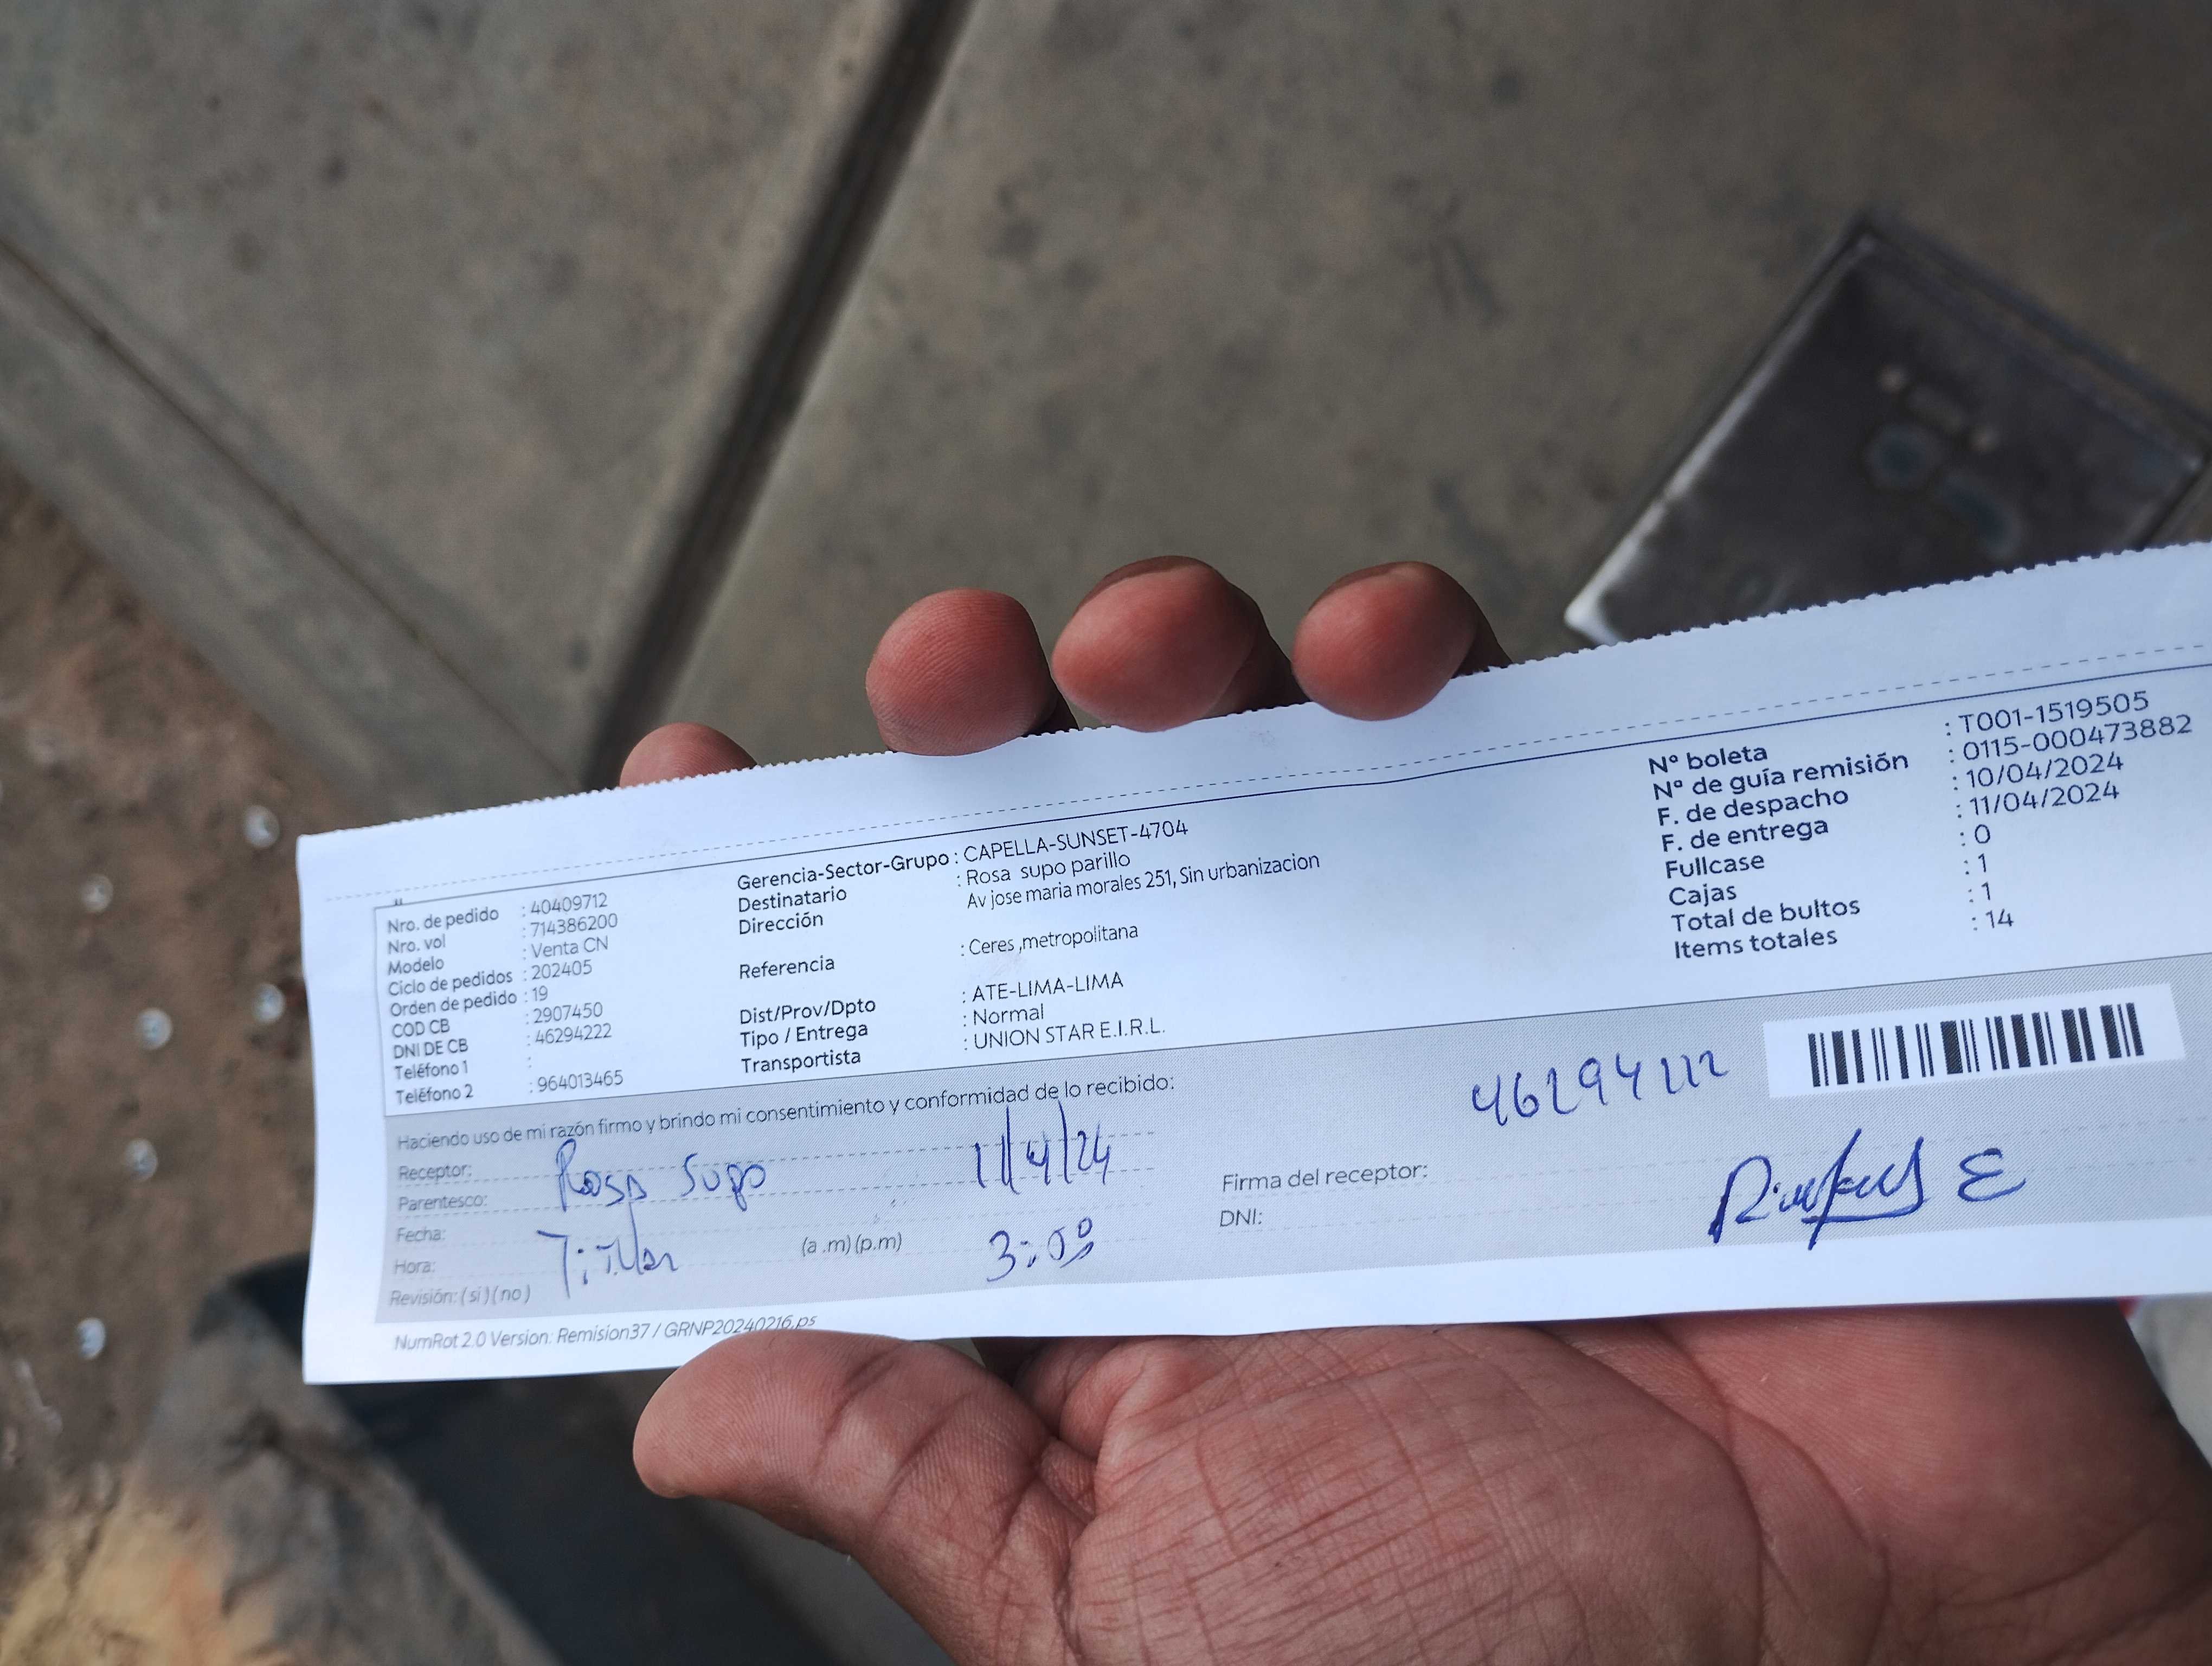 Nro. de pedido : 40409712
Nro. vol : 714386200
Modelo : Venta CN
Ciclo de pedidos : 202405
Orden de pedido : 19
COD CB : 2907450
DNI DE CB : 46294222
Teléfono 1 :
Teléfono 2 : 964013465
Gerencia-Sector-Grupo : CAPELLA-SUNSET-4704
Destinatario : Rosa supo parillo
Dirección Av jose maria morales 251, Sin urbanizacion
Referencia : Ceres ,metropolitana
Dist/Prov/Dpto : ATE-LIMA-LIMA
Tipo / Entrega : Normal
Transportista : UNION STAR E.I.R.L.
Nº boleta : T001-1519505
Nº de guía remisión : 0115-000473882
F. de despacho : 10/04/2024
F. de entrega : 11/04/2024
Fullcase : 0
Cajas : 1
Total de bultos : 1
Items totales : 14
Haciendo uso de mi razón firmo y brindo mi consentimiento y conformidad de lo recibido:
Receptor: Rosa Supo
Parentesco:
Fecha: 11/4/24
Hora: (a .m) (p.m) 3:00
Revisión: ( si ) ( no )
46294222
Firma del receptor:
DNI:
NumRot 2.0 Version: Remision37 / GRNP20240216.ps